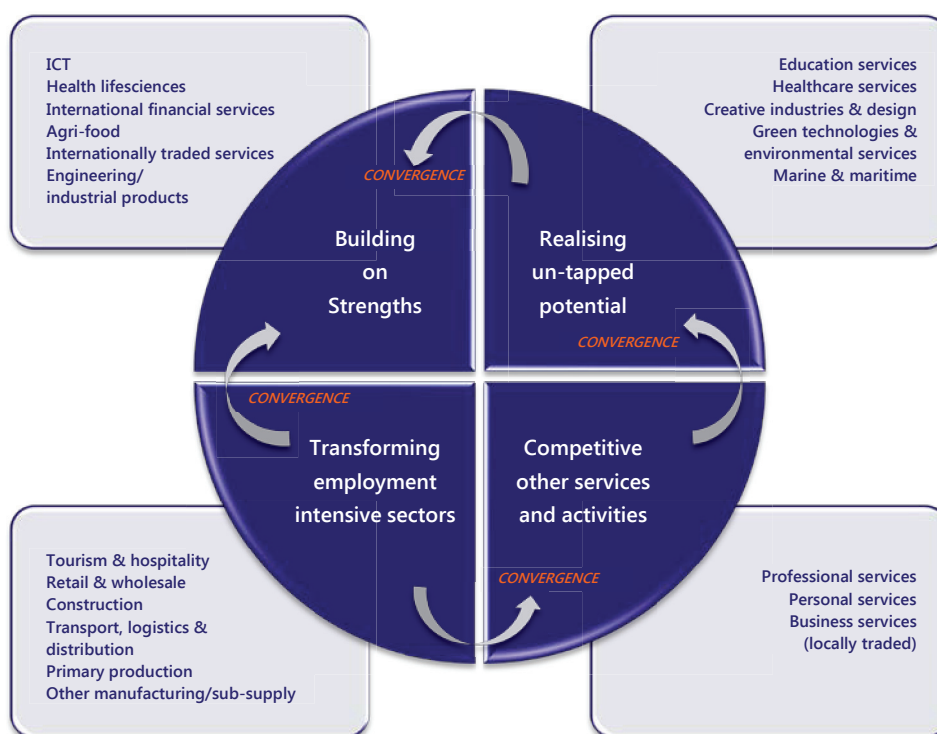 ICT
Health lifesciences
International financial services
Agri-food
Internationally traded services
Engineering/
industrial products
Education services
Healthcare services
Creative industries & design
Green technologies &
environmental services
Marine & maritime
CONVERGENCE
Building
on
Strengths
Realising
un-tapped
potential
CONVERGENCE
CONVERGENCE
Transforming
employment
intensive sectors
Competitive
other services
and activities
CONVERGENCE
Tourism & hospitality
Retail & wholesale
Construction
Transport, logistics &
distribution
Primary production
Other manufacturing/sub-supply
Professional services
Personal services
Business services
(locally traded)